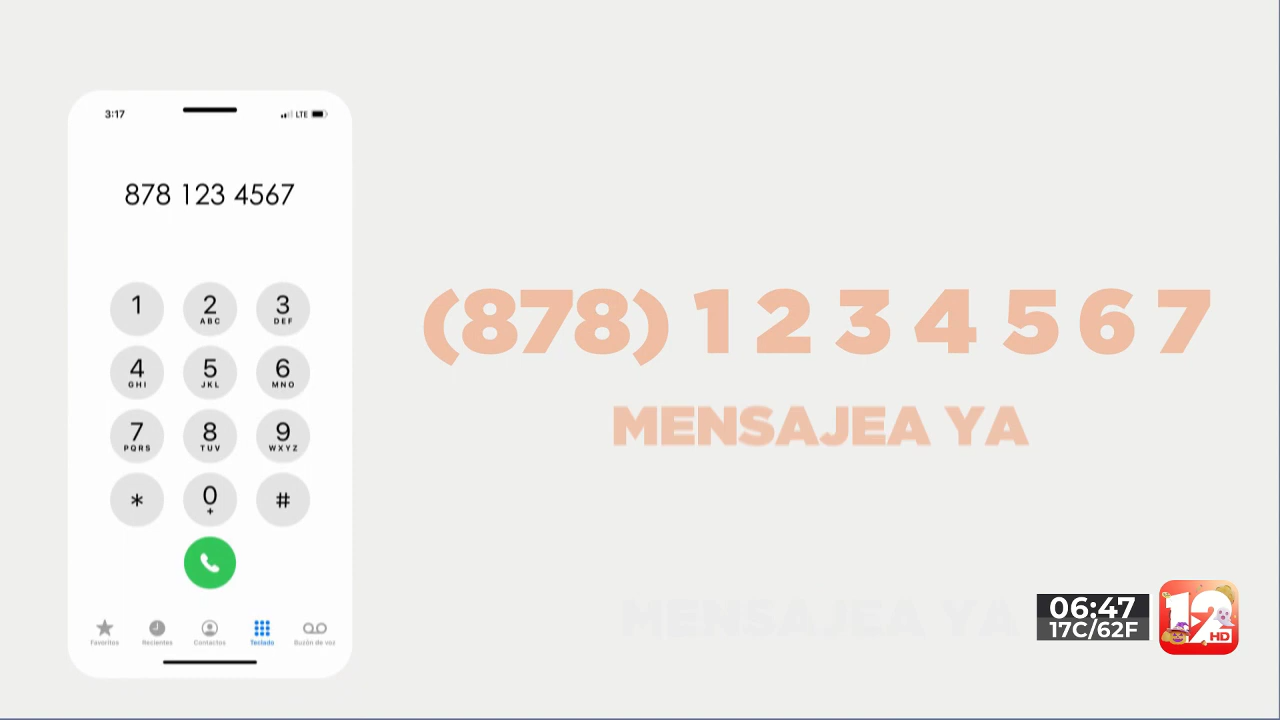 3:17
LTE
878 123 4567
1
2
ABC
3
DEF
4
GHI
5
JKL
6
MNO
7
PQRS
8
TUV
9
WXYZ
*
0
+
#
Favoritos
Recientes
Contactos
Teclado
Buzón de voz
(878) 1 2 3 4 5 6 7
MENSAJEA YA
MENSAJEA YA
06:47
17C/62F
12
HD